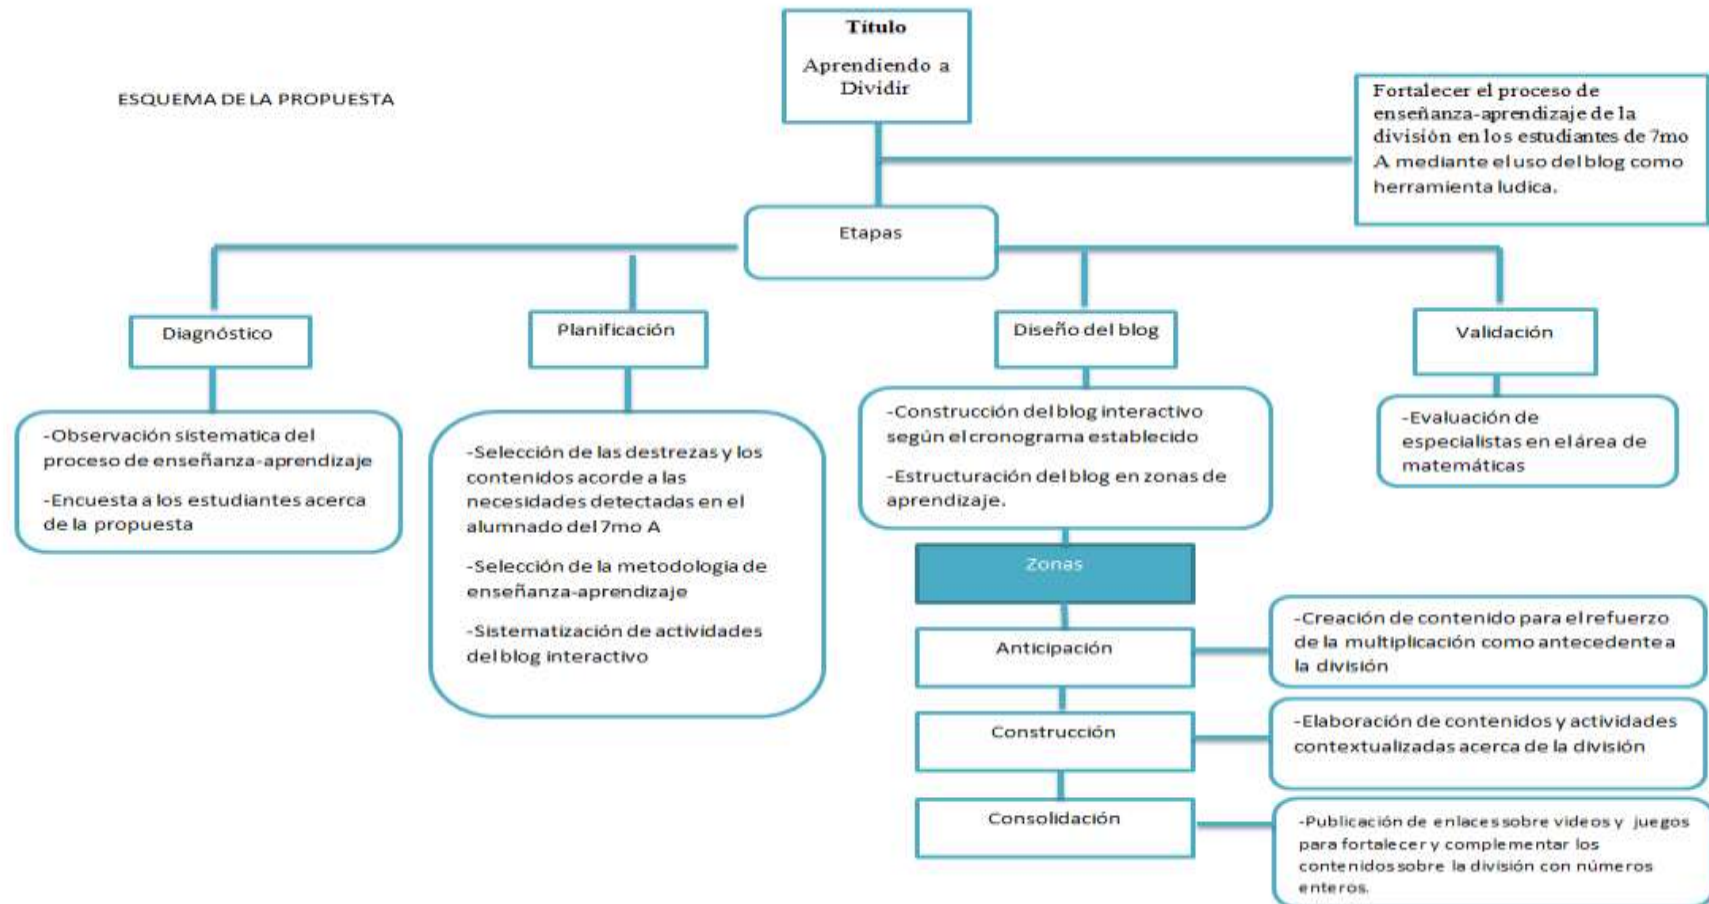 Título
Aprendiendo a
Dividir
ESQUEMA DE LA PROPUESTA
Fortalecer el proceso de
enseñanza-aprendizaje de la
división en los estudiantes de 7mo
A mediante el uso del blog como
herramienta ludica.
Etapas
Diagnóstico
Planificación
Diseño del blog
Validación
-Observación sistematica del
proceso de enseñanza-aprendizaje
-Encuesta a los estudiantes acerca
de la propuesta
-Selección de las destrezas y los
contenidos acorde a las
necesidades detectadas en el
alumnado del 7mo A
-Selección de la metodologia de
enseñanza-aprendizaje
-Sistematización de actividades
del blog interactivo
-Construcción del blog interactivo
según el cronograma establecido
-Estructuración del blog en zonas de
aprendizaje.
-Evaluación de
especialistas en el área de
matemáticas
Zonas
Anticipación
-Creación de contenido para el refuerzo
de la multiplicación como antecedente a
la división
Construcción
-Elaboración de contenidos y actividades
contextualizadas acerca de la división
Consolidación
-Publicación de enlaces sobre videos y juegos
para fortalecer y complementar los
contenidos sobre la división con números
enteros.